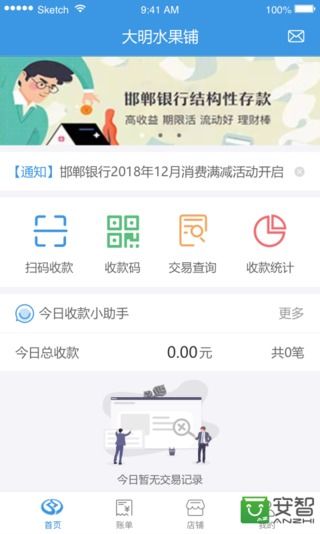 Sketch
9:41 AM
100%
大明水果铺
邯郸银行结构性存款
高收益 期限活 流动好 理财棒
【通知】邯郸银行2018年12月消费满减活动开启
扫码收款
收款码
交易查询
收款统计
今日收款小助手
更多
今日总收款
0.00元
共0笔
今日暂无交易记录
首页
账单
店铺
我的
安智
ANZHI